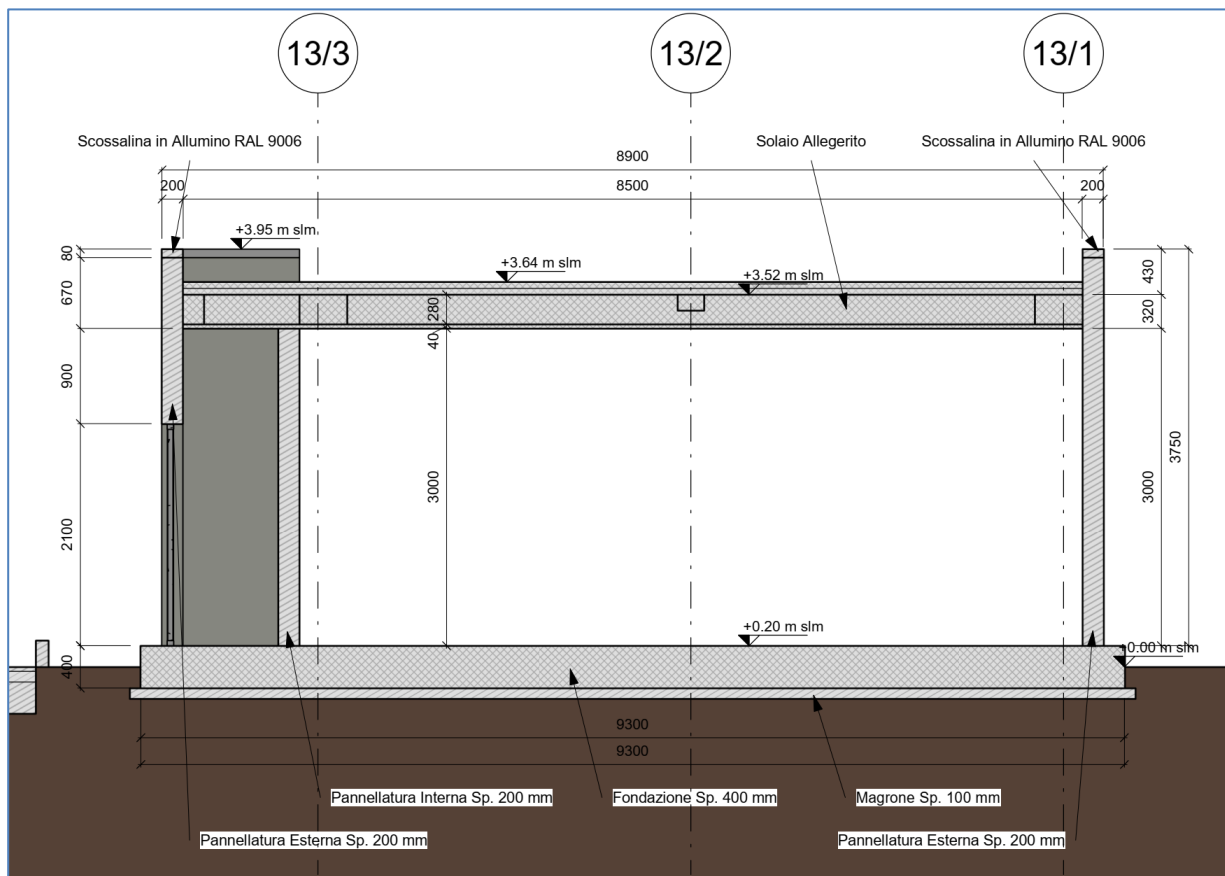 13/3
13/2
13/1
Scossalina in Allumino RAL 9006
Solaio Allegerito
Scossalina in Allumino RAL 9006
8900
200
8500
200
+3.95 m slm
+3.64 m slm
+3.52 m slm
80
670
900
2100
400
280
40
3000
430
320
3000
3750
+0.20 m slm
+0.00 m slm
9300
9300
Pannellatura Interna Sp. 200 mm
Fondazione Sp. 400 mm
Magrone Sp. 100 mm
Pannellatura Esterna Sp. 200 mm
Pannellatura Esterna Sp. 200 mm